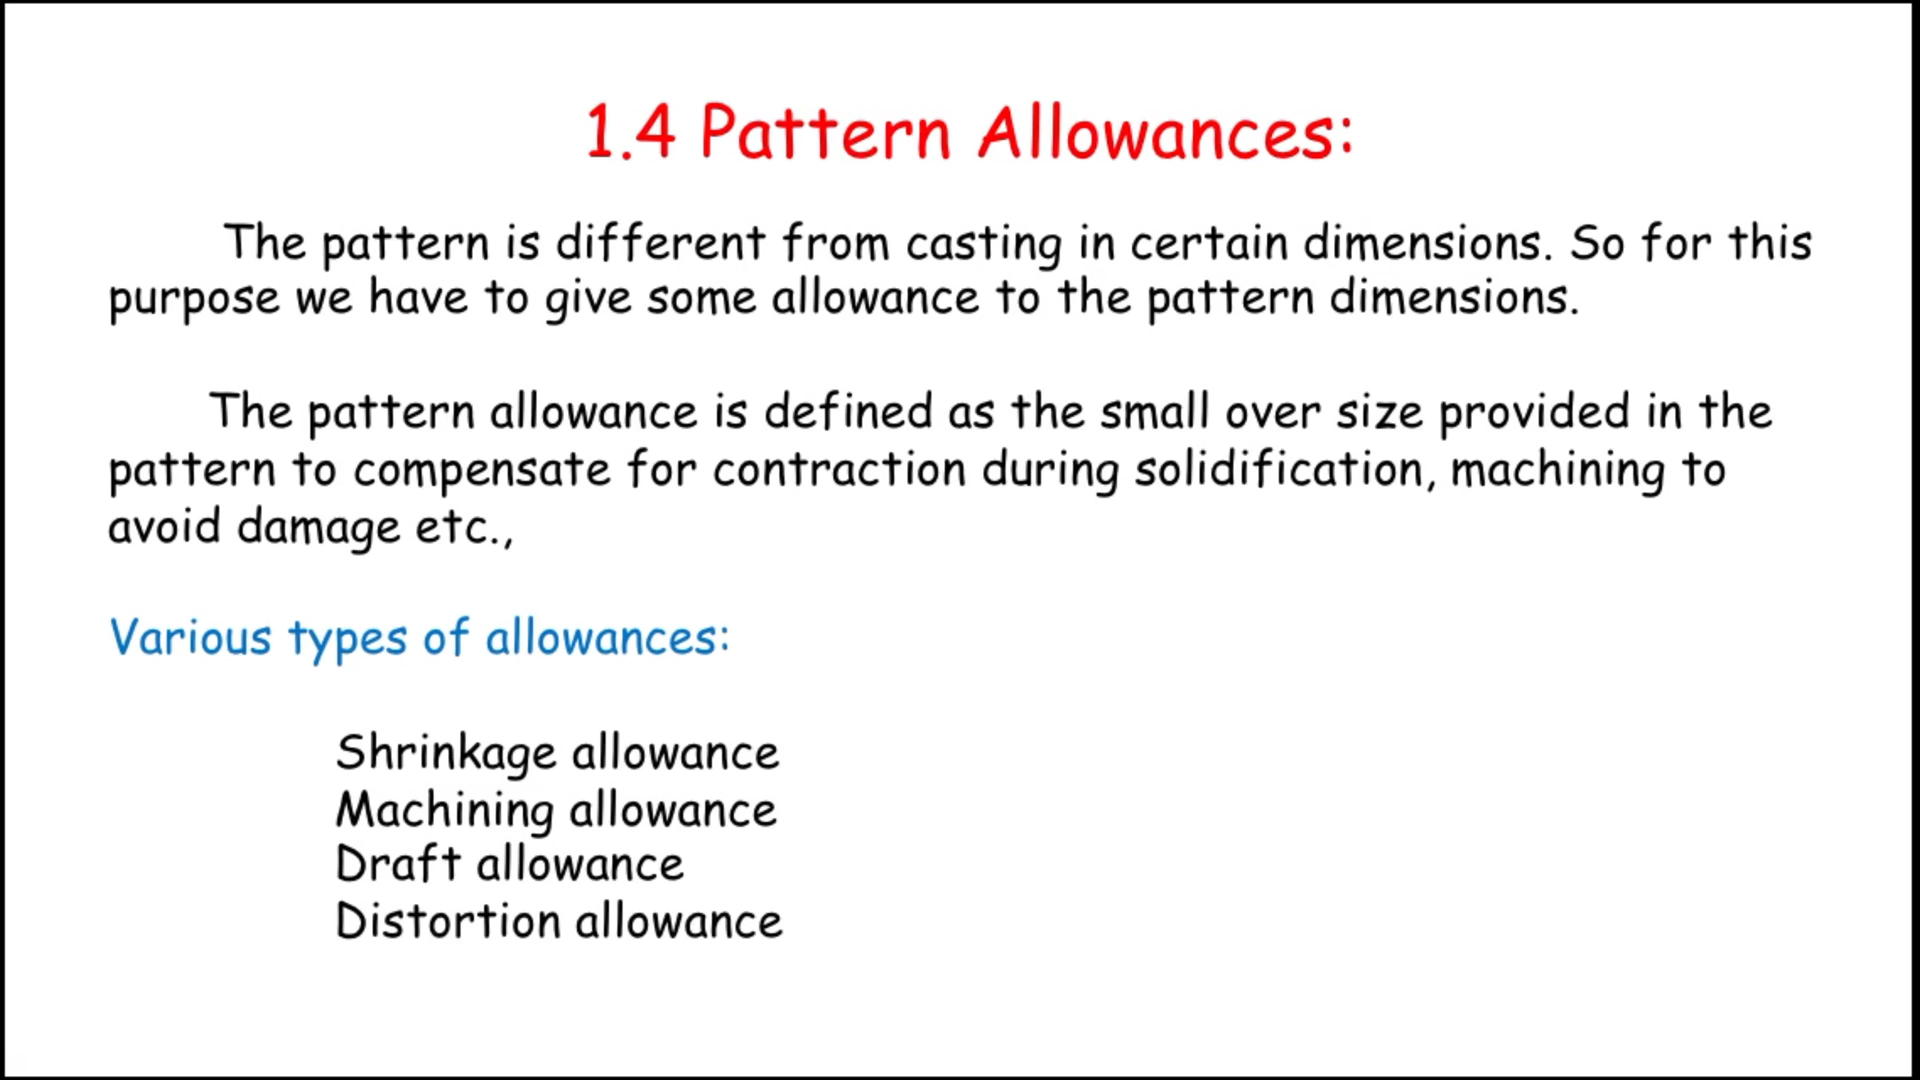 1.4 Pattern Allowances:
The pattern is different from casting in certain dimensions. So for this
purpose we have to give some allowance to the pattern dimensions.
The pattern allowance is defined as the small over size provided in the
pattern to compensate for contraction during solidification, machining to
avoid damage etc.,
Various types of allowances:
Shrinkage allowance
Machining allowance
Draft allowance
Distortion allowance